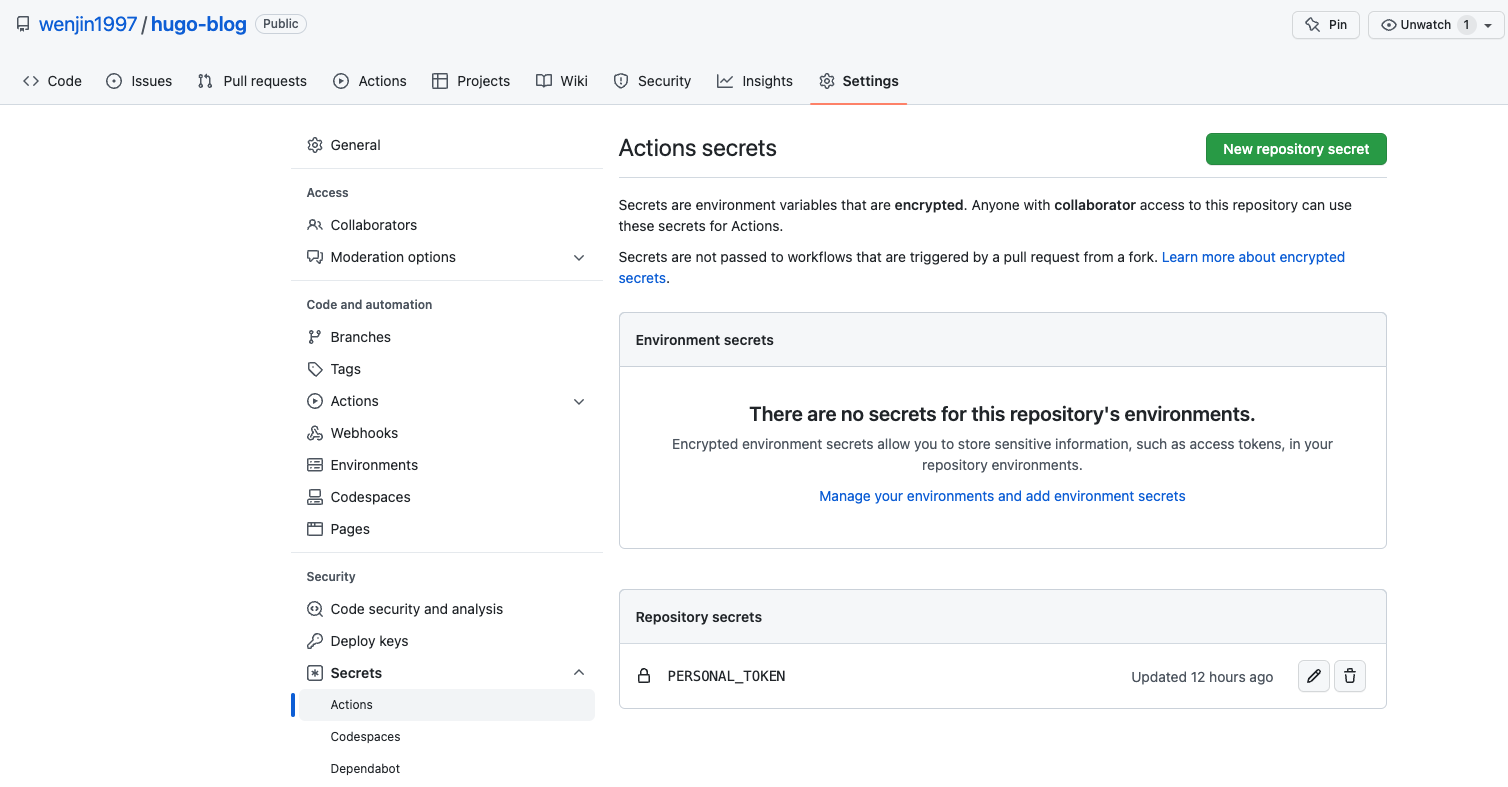 wenjin1997 / hugo-blog Public
Pin
Unwatch 1
Code
Issues
Pull requests
Actions
Projects
Wiki
Security
Insights
Settings
General
Access
Collaborators
Moderation options
Code and automation
Branches
Tags
Actions
Webhooks
Environments
Codespaces
Pages
Security
Code security and analysis
Deploy keys
Secrets
Actions
Codespaces
Dependabot
Actions secrets
New repository secret
Secrets are environment variables that are encrypted. Anyone with collaborator access to this repository can use
these secrets for Actions.
Secrets are not passed to workflows that are triggered by a pull request from a fork. Learn more about encrypted
secrets.
Environment secrets
There are no secrets for this repository's environments.
Encrypted environment secrets allow you to store sensitive information, such as access tokens, in your
repository environments.
Manage your environments and add environment secrets
Repository secrets
PERSONAL_TOKEN
Updated 12 hours ago